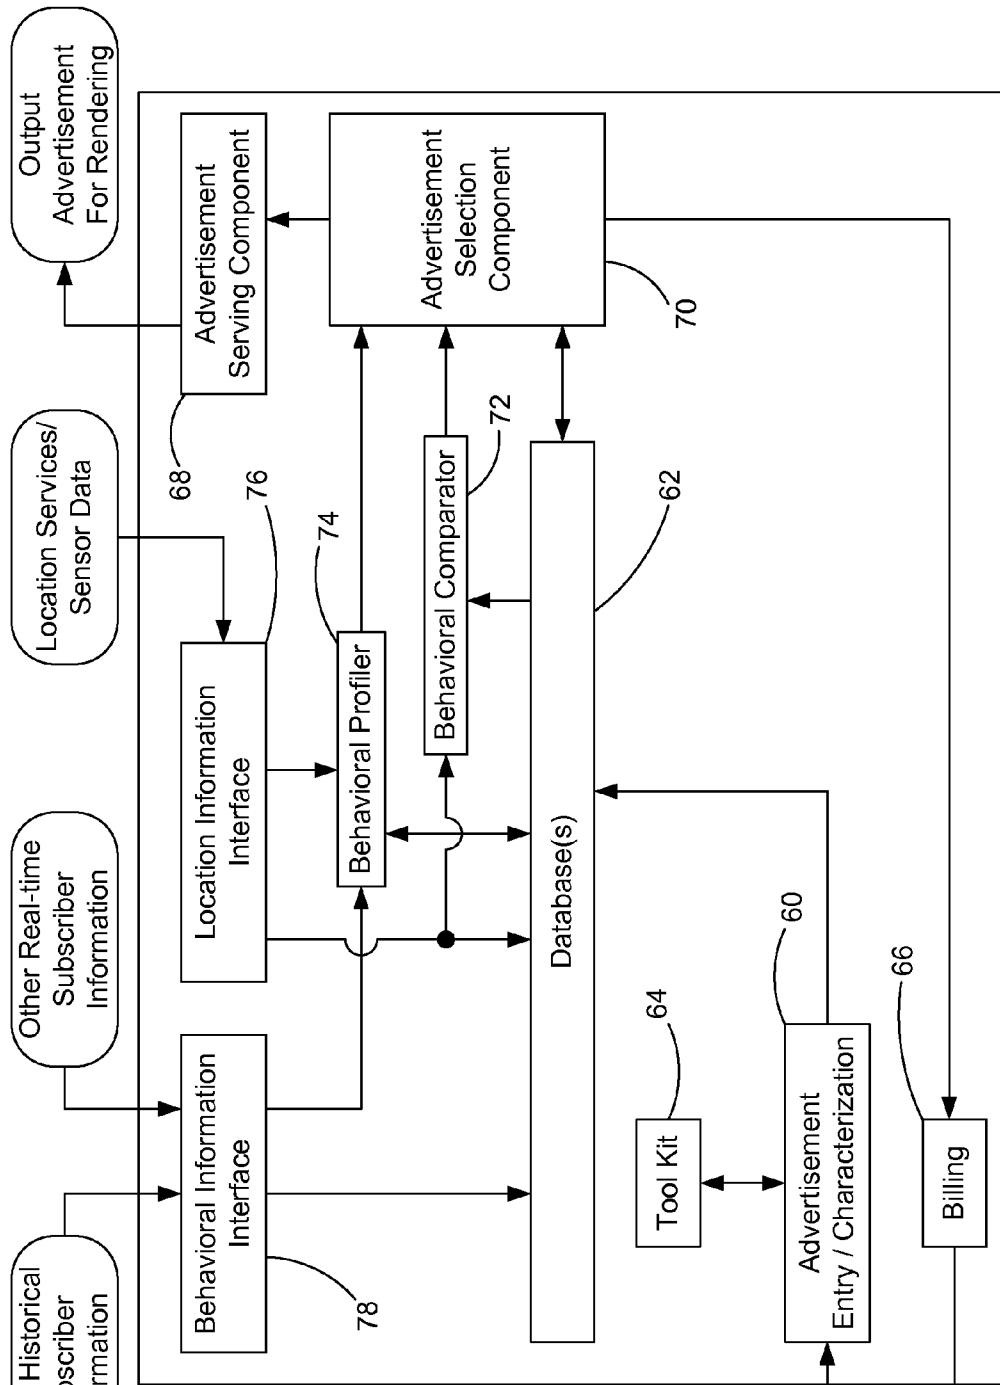 Historical
Other Real-time
Subscriber
Information
Location Services/
Sensor Data
Output
Advertisement
For Rendering
Behavioral Information
Interface
78
Location Information
Interface
76
Advertisement
Serving Component
68
Behavioral Profiler
74
Behavioral Comparator
72
Advertisement
Selection
Component
70
Database(s)
62
Tool Kit
64
Advertisement
Entry / Characterization
60
Billing
66